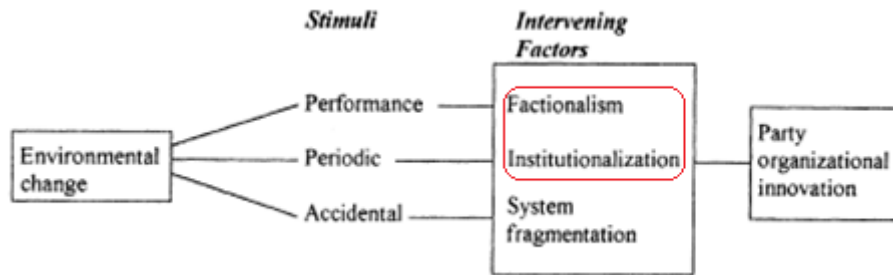 Stimuli
Intervening
Factors
Performance
Factionalism
Environmental
change
Periodic
Institutionalization
Party
organizational
innovation
Accidental
System
fragmentation